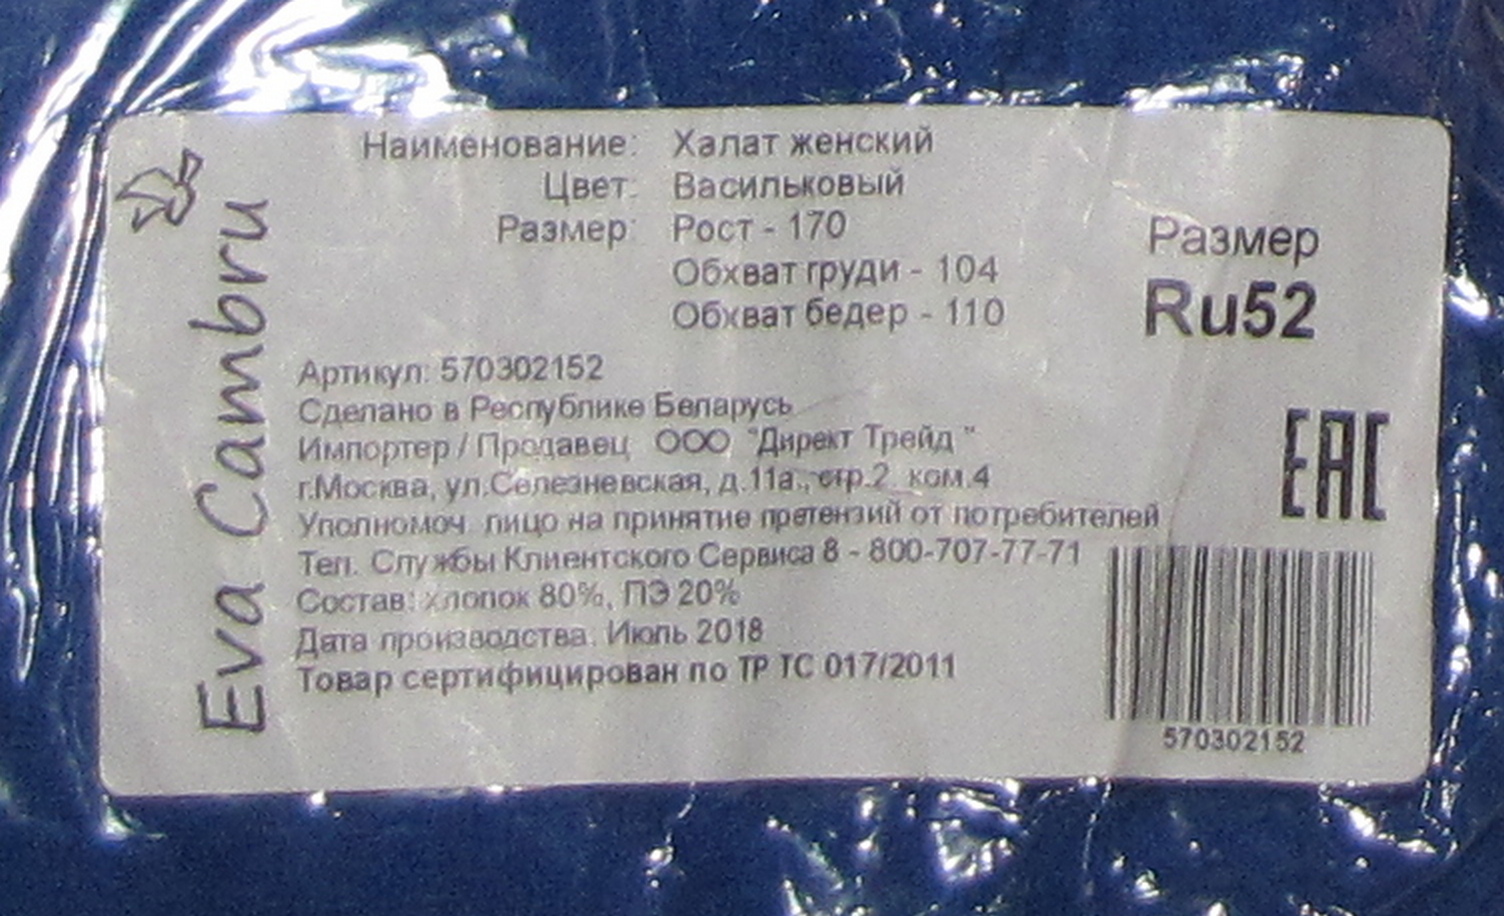 Eva Cambru
Наименование: Халат женский
Цвет: Васильковый
Размер: Рост - 170
Обхват груди - 104
Обхват бедер - 110
Размер
Ru52
Артикул: 570302152
Сделано в Республике Беларусь
Импортер / Продавец ООО "Директ Трейд "
г.Москва, ул.Селезневская, д.11а., стр.2 ком.4
Уполномоч. лицо на принятие претензий от потребителей
Тел. Службы Клиентского Сервиса 8 - 800-707-77-71
Состав: хлопок 80%, ПЭ 20%
Дата производства: Июль 2018
Товар сертифицирован по ТР ТС 017/2011
EAC
570302152